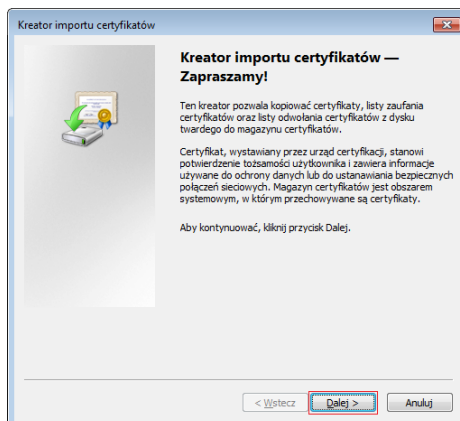 Kreator importu certyfikatów
Kreator importu certyfikatów —
Zapraszamy!
Ten kreator pozwala kopiować certyfikaty, listy zaufania
certyfikatów oraz listy odwołania certyfikatów z dysku
twardego do magazynu certyfikatów.
Certyfikat, wystawiany przez urząd certyfikacji, stanowi
potwierdzenie tożsamości użytkownika i zawiera informacje
używane do ochrony danych lub do ustanawiania bezpiecznych
połączeń sieciowych. Magazyn certyfikatów jest obszarem
systemowym, w którym przechowywane są certyfikaty.
Aby kontynuować, kliknij przycisk Dalej.
< Wstecz
Dalej >
Anuluj